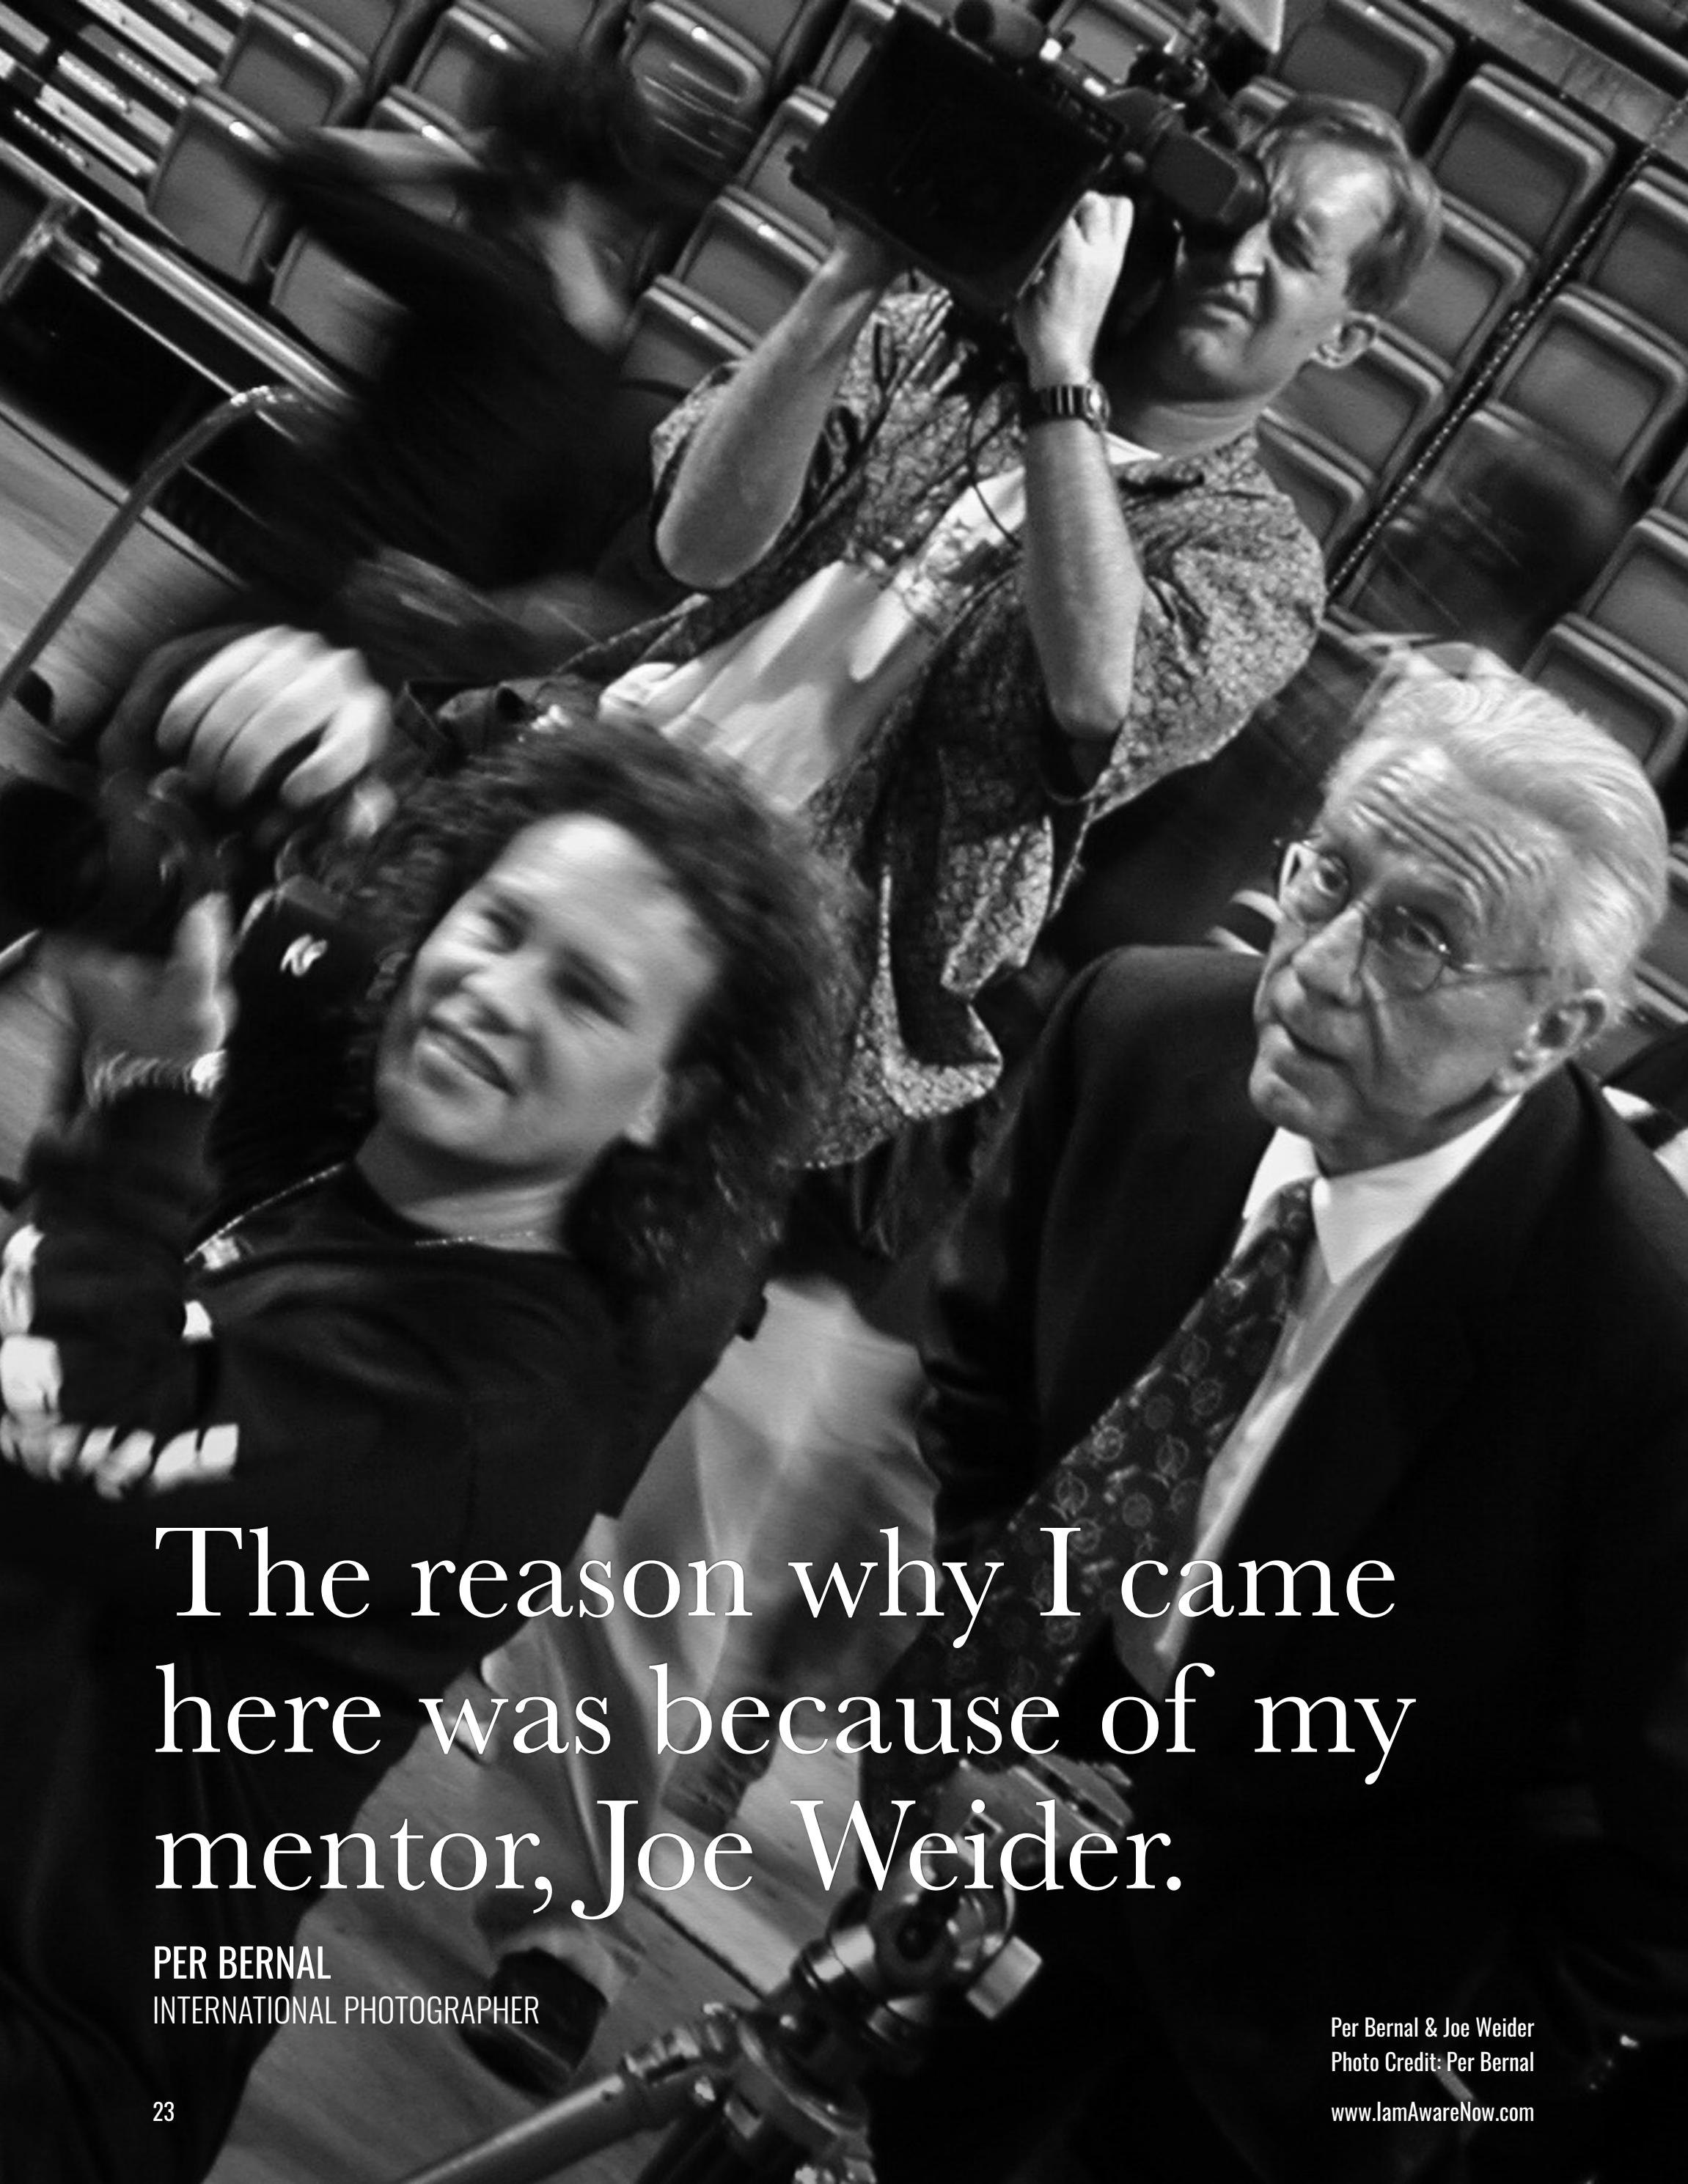 The reason why I came
here was because of my
mentor, Joe Weider.
PER BERNAL
INTERNATIONAL PHOTOGRAPHER
Per Bernal & Joe Weider
Photo Credit: Per Bernal
23
www.IamAwareNow.com